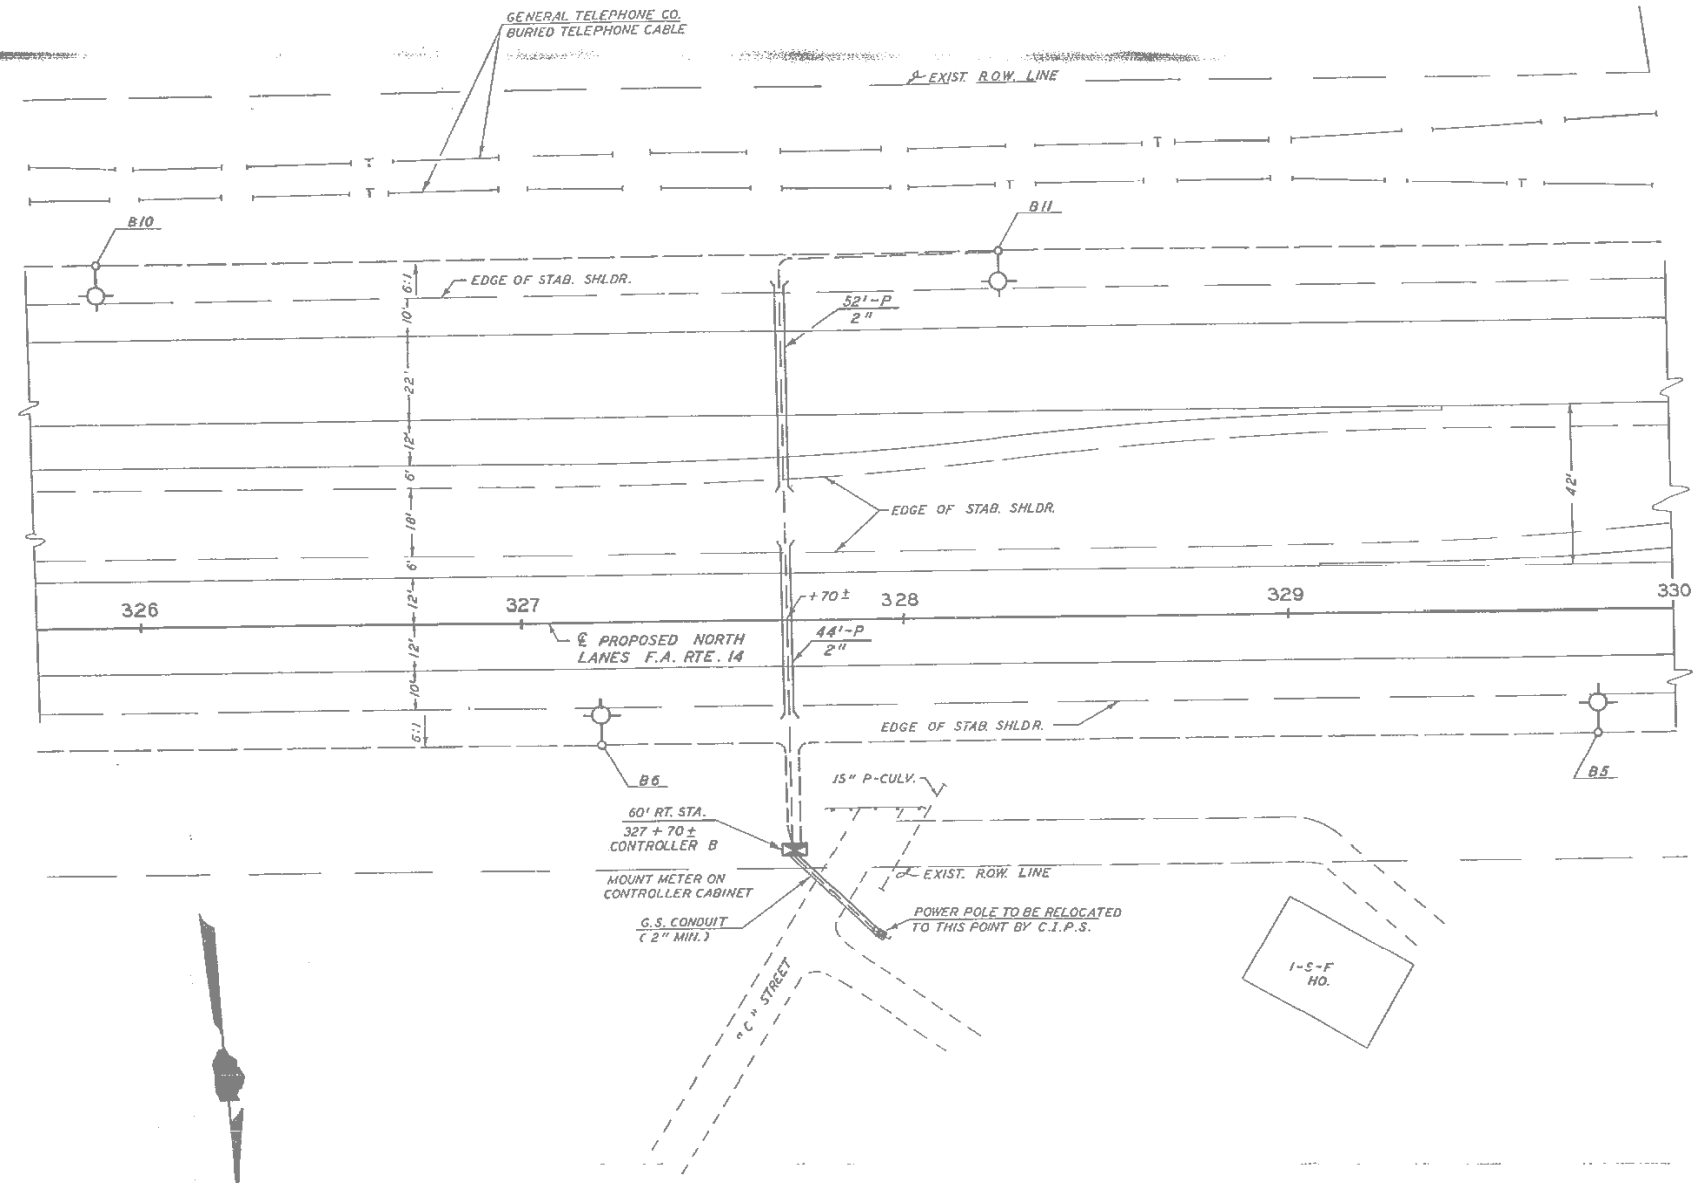 GENERAL TELEPHONE CO.
BURIED TELEPHONE CABLE
EXIST. R.O.W. LINE
T
T
T
T
T
B10
B11
6:1
EDGE OF STAB. SHLDR.
10'
52'-P
2"
22'
12'
6'
EDGE OF STAB. SHLDR.
42'
18'
6'
12'
326
327
+70±
328
329
330
℄ PROPOSED NORTH
LANES F.A. RTE. 14
44'-P
2"
12'
10'
6:1
EDGE OF STAB. SHLDR.
B6
B5
15" P-CULV.
60' RT. STA.
327 + 70 ±
CONTROLLER B
MOUNT METER ON
CONTROLLER CABINET
EXIST. R.O.W. LINE
G.S. CONDUIT
(2" MIN.)
POWER POLE TO BE RELOCATED
TO THIS POINT BY C.I.P.S.
"C" STREET
1-S-F
HO.